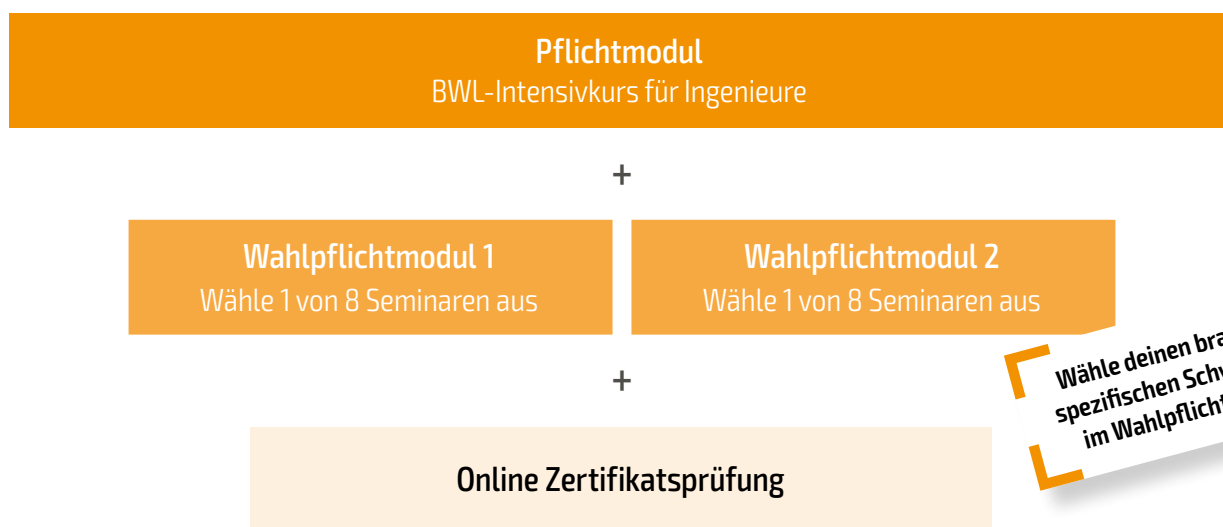 Pflichtmodul
BWL-Intensivkurs für Ingenieure
+
Wahlpflichtmodul 1
Wähle 1 von 8 Seminaren aus
Wahlpflichtmodul 2
Wähle 1 von 8 Seminaren aus
+
Wähle deinen
spezifischen
im
Online Zertifikatsprüfung